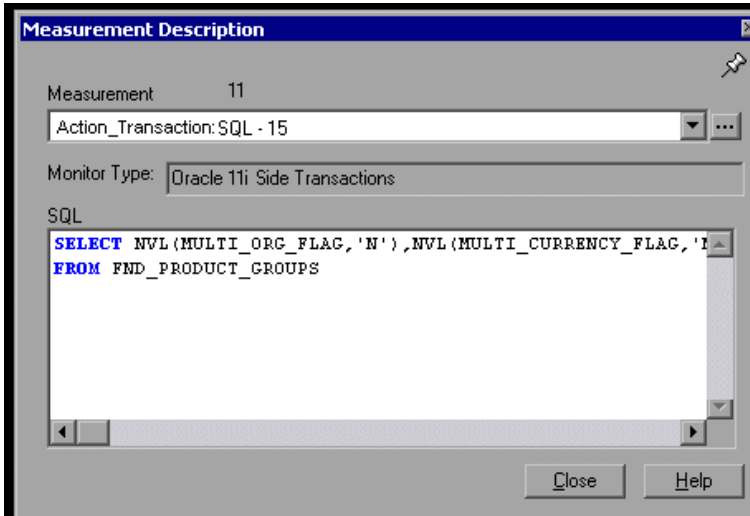 Measurement Description
Measurement 11
Action_Transaction:SQL - 15
...
Monitor Type: Oracle 11i Side Transactions
SQL
SELECT NVL(MULTI_ORG_FLAG,'N'),NVL(MULTI_CURRENCY_FLAG,'
FROM FND_PRODUCT_GROUPS
Close Help